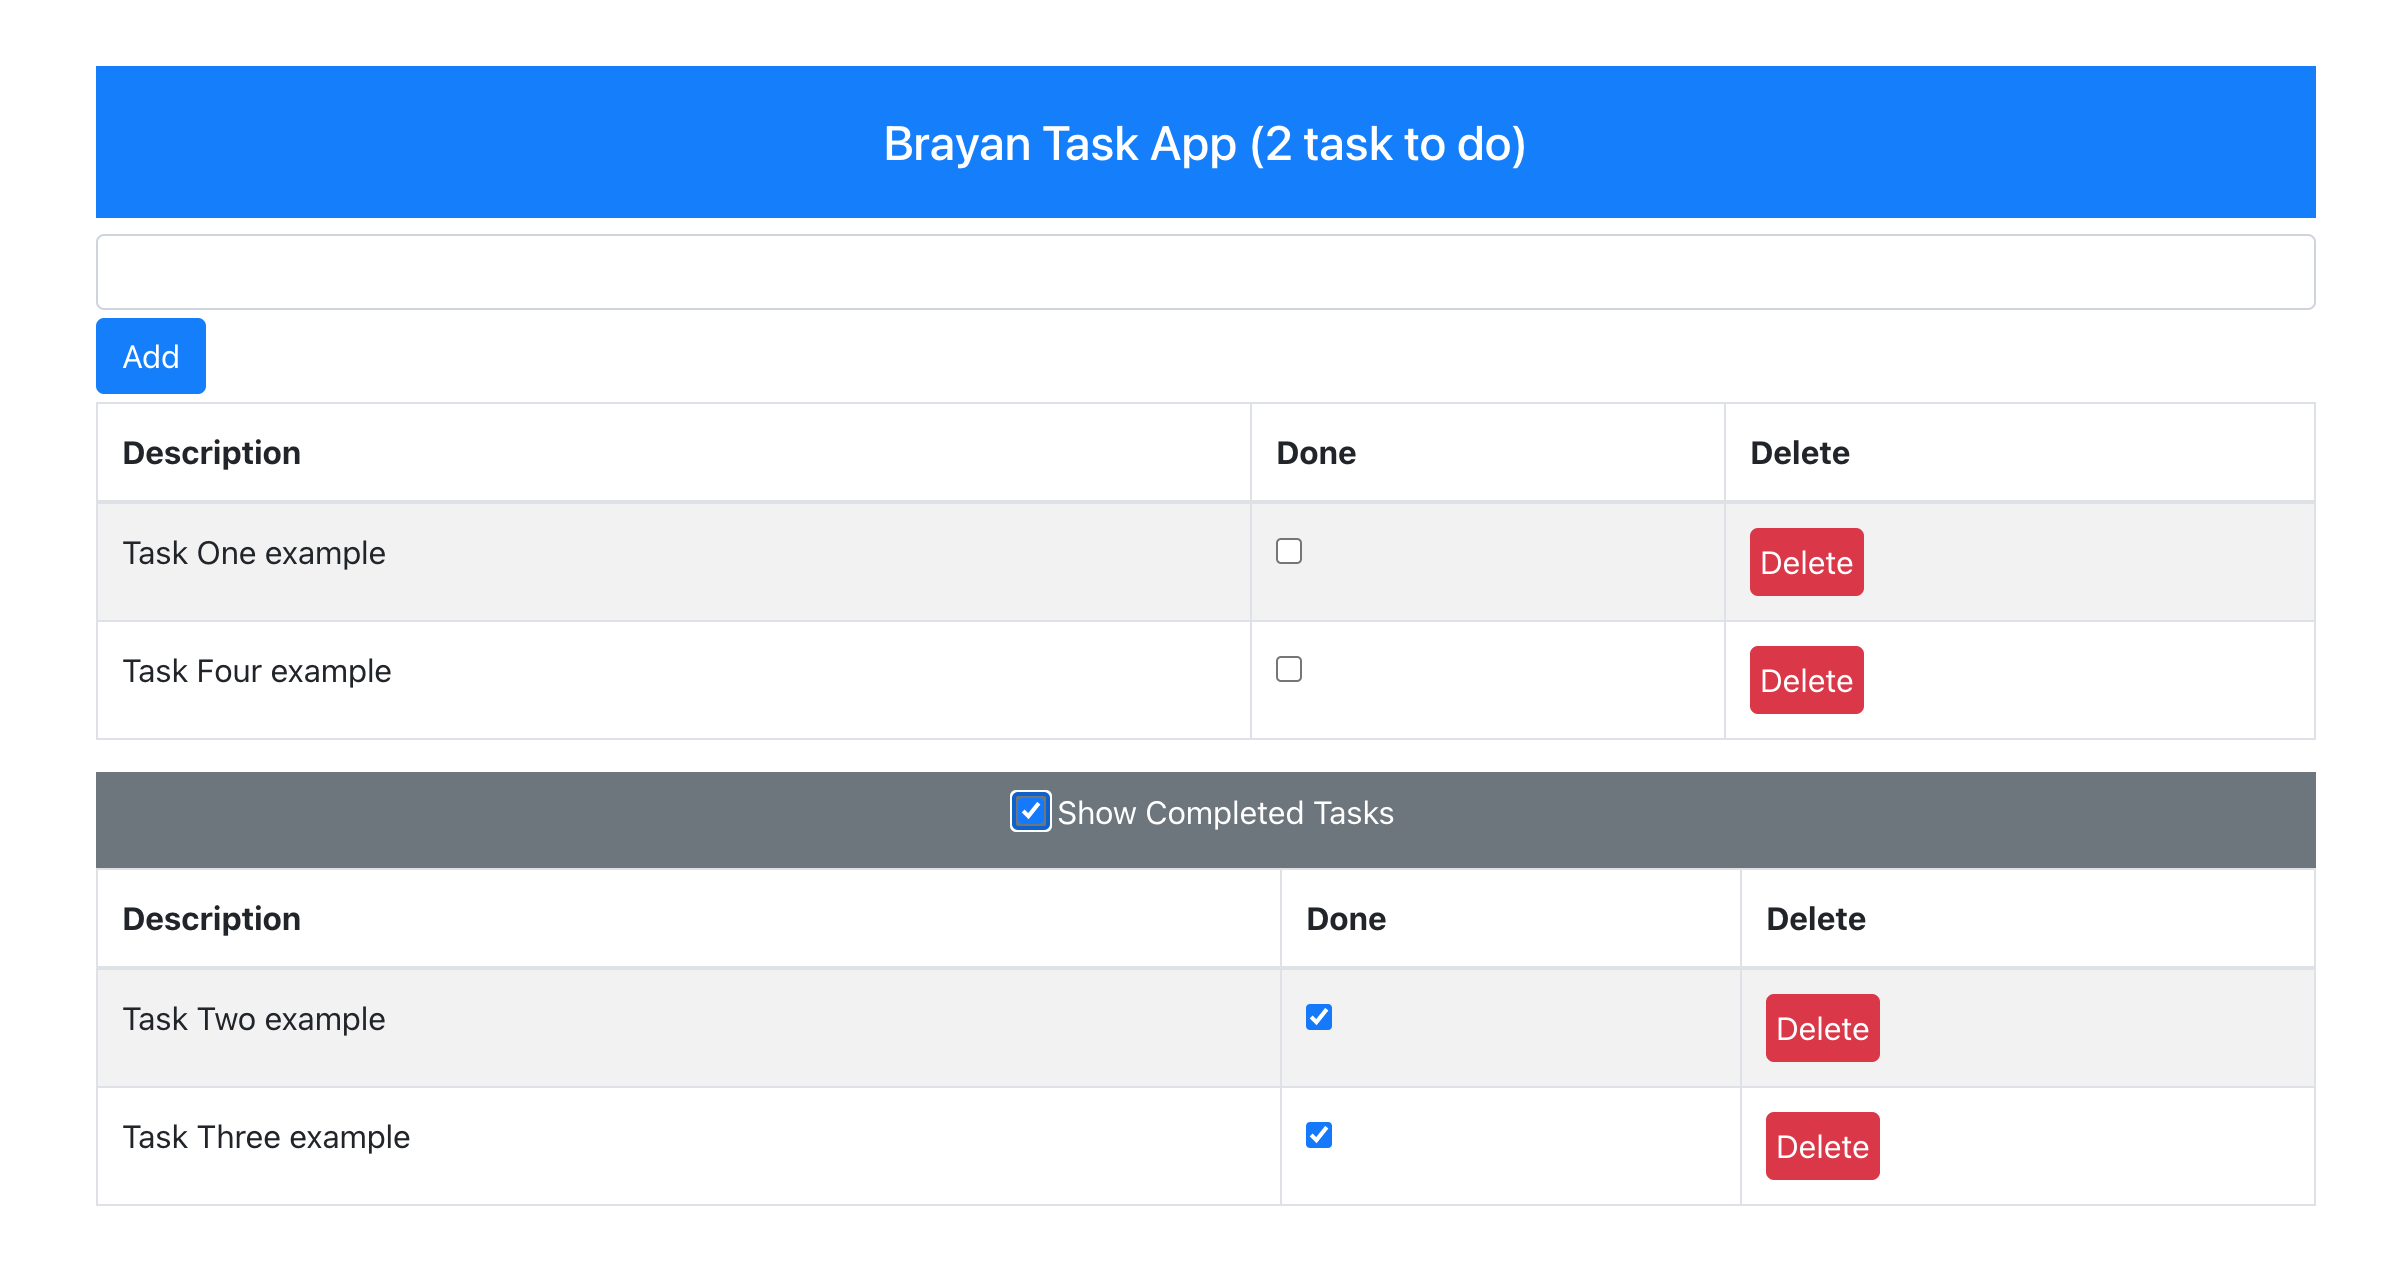 Brayan Task App (2 task to do)
Add
Description Done Delete
Task One example Delete
Task Four example Delete
Show Completed Tasks
Description Done Delete
Task Two example Delete
Task Three example Delete